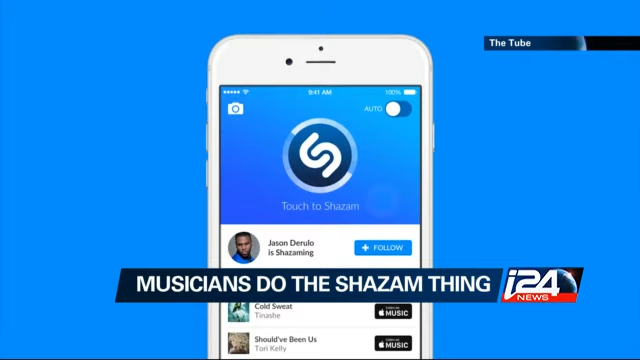 The Tube
9:41 AM
100%
AUTO
Touch to Shazam
Jason Derulo
is Shazaming
+ FOLLOW
MUSICIANS DO THE SHAZAM THING
i24
NEWS
Cold Sweat
Tinashe
MUSIC
Should've Been Us
Tori Kelly
MUSIC